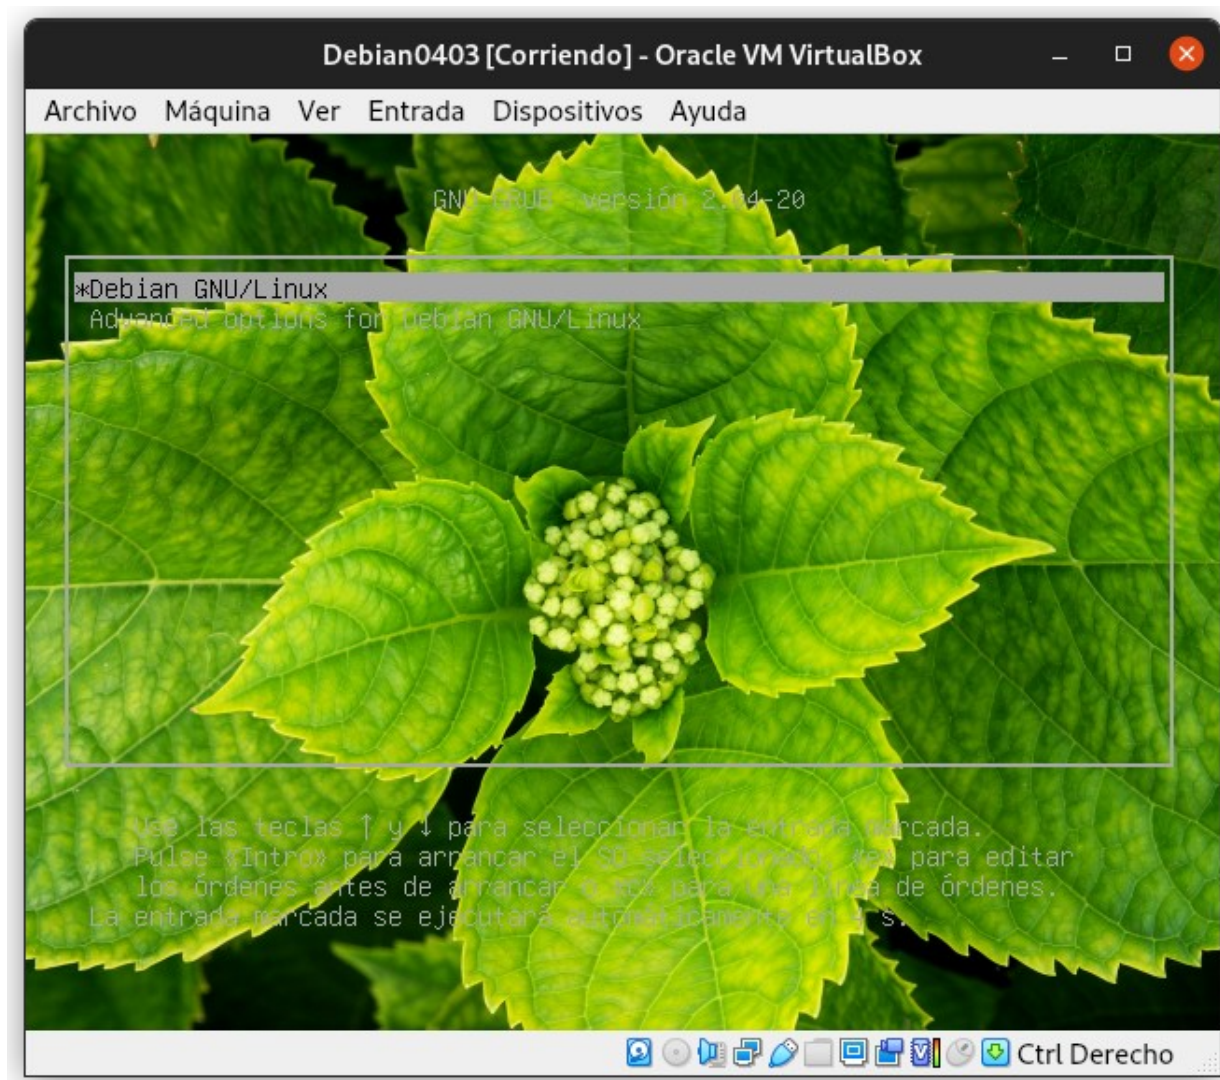 Debian0403 [Corriendo] - Oracle VM VirtualBox
Archivo Máquina Ver Entrada Dispositivos Ayuda
GNU GRUB versión 2.04-20
*Debian GNU/Linux
Advanced options for Debian GNU/Linux
Use las teclas ↑ y ↓ para seleccionar la entrada marcada.
Pulse «Intro» para arrancar el SO seleccionado, «e» para editar
los órdenes antes de arrancar o «c» para una línea de órdenes.
La entrada marcada se ejecutará automáticamente en 4 s.
Ctrl Derecho